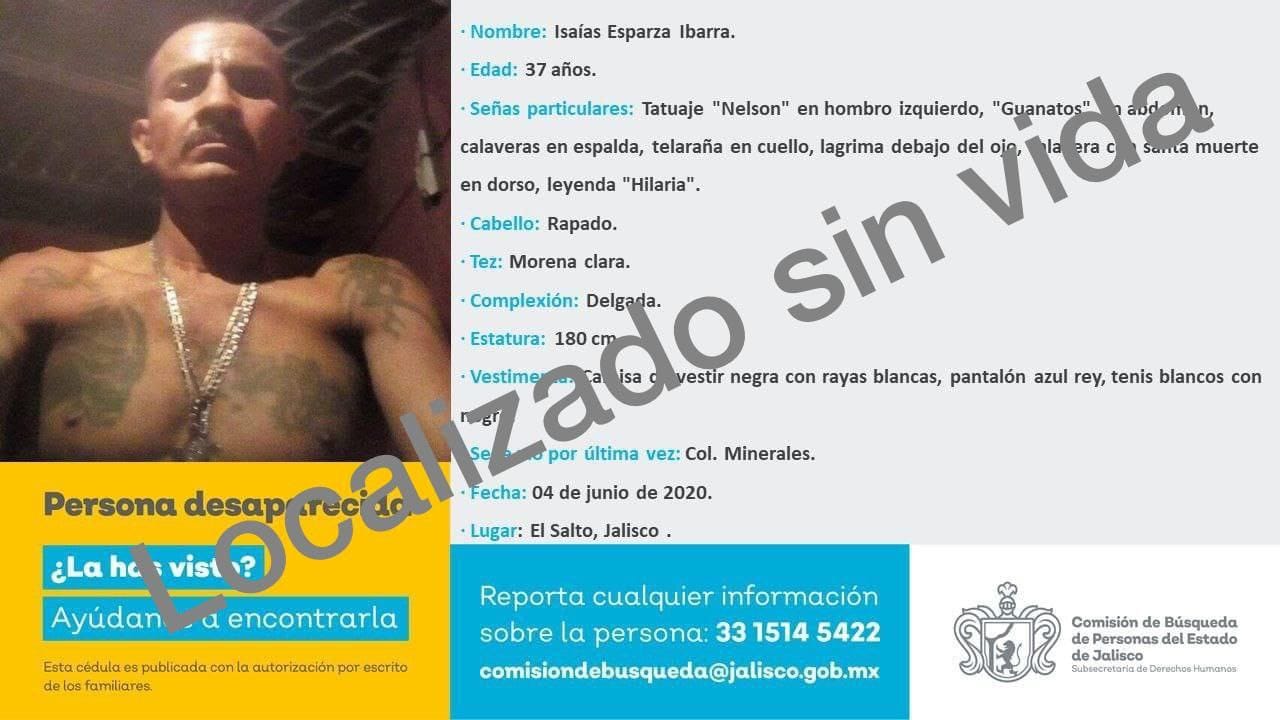 · Nombre: Isaías Esparza Ibarra.
· Edad: 37 años.
· Señas particulares: Tatuaje "Nelson" en hombro izquierdo, "Guanatos" en abdomen,
calaveras en espalda, telaraña en cuello, lagrima debajo del ojo, calavera con santa muerte
en dorso, leyenda "Hilaria".
· Cabello: Rapado.
· Tez: Morena clara.
· Complexión: Delgada.
· Estatura: 180 cm
· Vestimenta: Camisa de vestir negra con rayas blancas, pantalón azul rey, tenis blancos con
negro.
· Se le vio por última vez: Col. Minerales.
· Fecha: 04 de junio de 2020.
· Lugar: El Salto, Jalisco .
Localizado sin vida
Persona desaparecida
¿La has visto?
Ayúdanos a encontrarla
Esta cédula es publicada con la autorización por escrito
de los familiares.
Reporta cualquier información
sobre la persona: 33 1514 5422
comisiondebusqueda@jalisco.gob.mx
Comisión de Búsqueda
de Personas del Estado
de Jalisco
Subsecretaría de Derechos Humanos